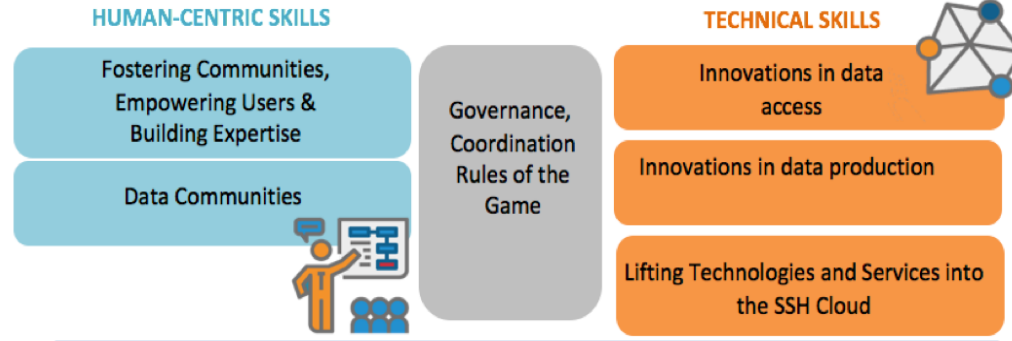 HUMAN-CENTRIC SKILLS
Fostering Communities,
Empowering Users &
Building Expertise
Data Communities
Governance,
Coordination
Rules of the
Game
TECHNICAL SKILLS
Innovations in data
access
Innovations in data production
Lifting Technologies and Services into
the SSH Cloud